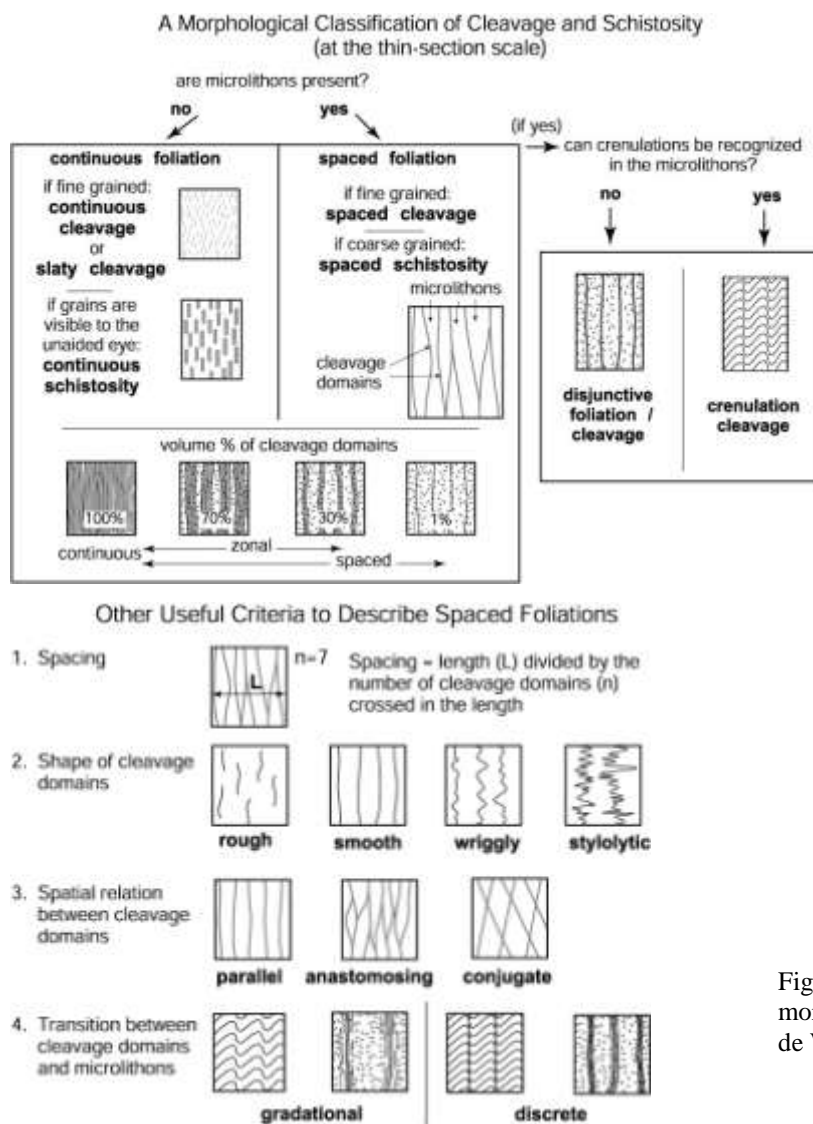 A Morphological Classification of Cleavage and Schistosity
(at the thin-section scale)
are microlithons present?
no
yes
(if yes)
can crenulations be recognized
in the microlithons?
no
yes
continuous foliation
if fine grained:
continuous
cleavage
or
slaty cleavage
if grains are
visible to the
unaided eye:
continuous
schistosity
spaced foliation
if fine grained:
spaced cleavage
if coarse grained:
spaced schistosity
microlithons
cleavage
domains
disjunctive
foliation /
cleavage
crenulation
cleavage
volume % of cleavage domains
100%
70%
30%
1%
continuous
zonal
spaced
Other Useful Criteria to Describe Spaced Foliations
1. Spacing
L
n=7
Spacing = length (L) divided by the
number of cleavage domains (n)
crossed in the length
2. Shape of cleavage
domains
rough
smooth
wriggly
stylolytic
3. Spatial relation
between cleavage
domains
parallel
anastomosing
conjugate
4. Transition between
cleavage domains
and microlithons
gradational
discrete
Fig
mor
de V